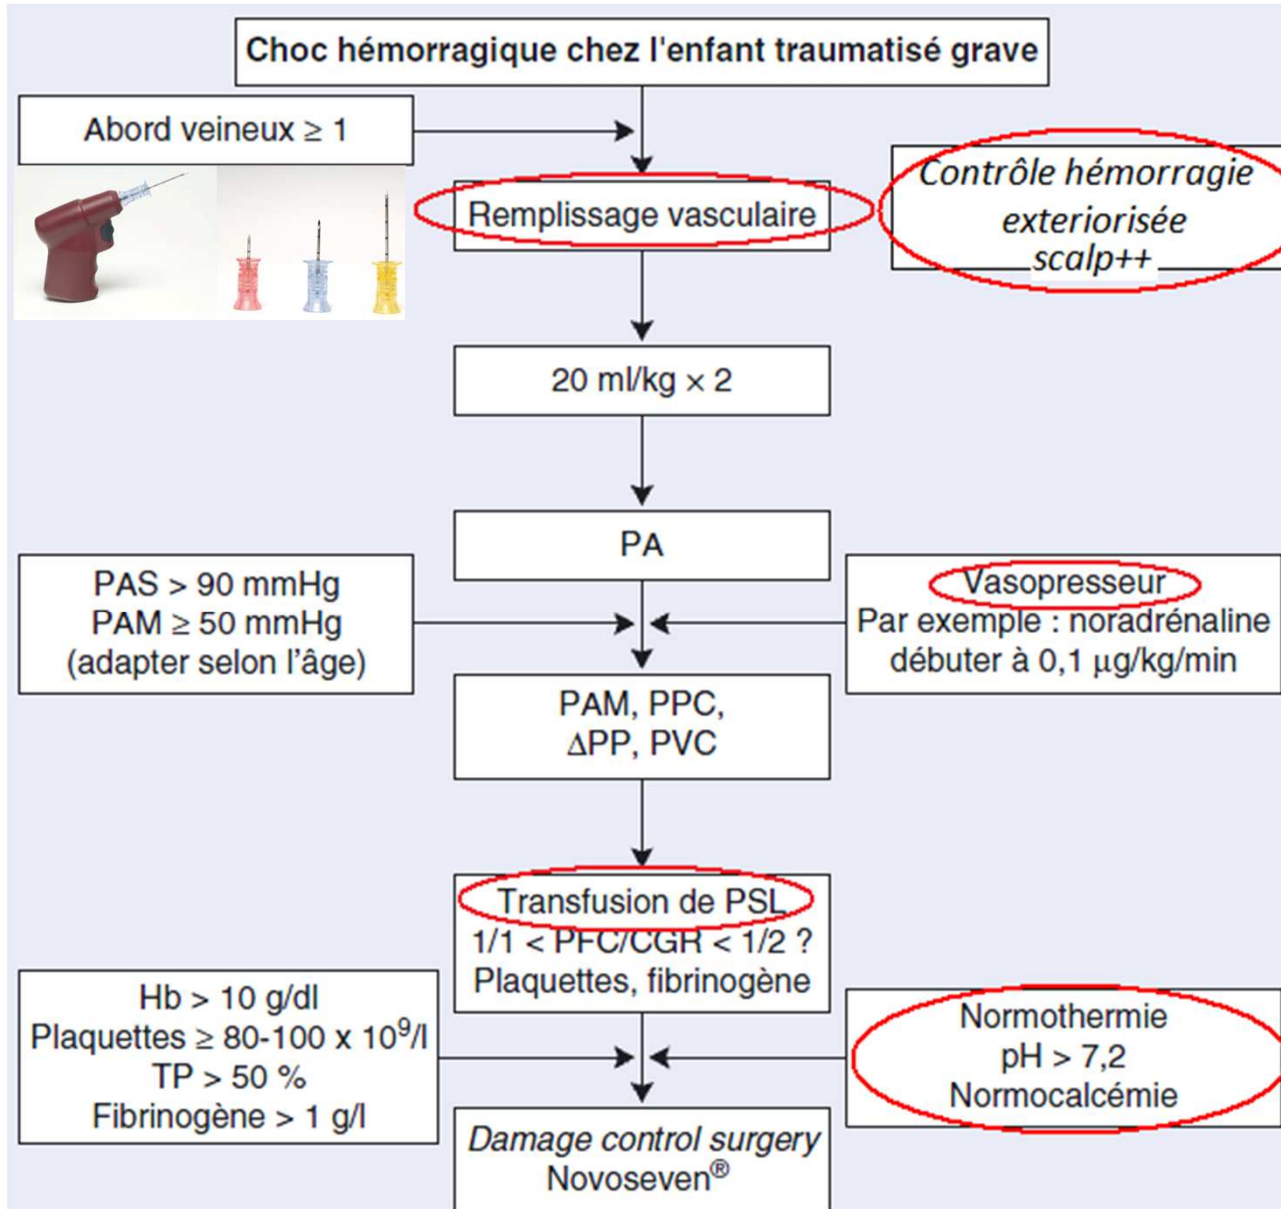 Choc hémorragique chez l'enfant traumatisé grave
Abord veineux ≥ 1
Remplissage vasculaire
Contrôle hémorragie
exteriorisée
scalp++
20 ml/kg × 2
PA
PAS > 90 mmHg
PAM ≥ 50 mmHg
(adapter selon l'âge)
Vasopresseur
Par exemple : noradrénaline
débuter à 0,1 μg/kg/min
PAM, PPC,
ΔPP, PVC
Transfusion de PSL
1/1 < PFC/CGR < 1/2 ?
Plaquettes, fibrinogène
Hb > 10 g/dl
Plaquettes ≥ 80-100 x 10⁹/l
TP > 50 %
Fibrinogène > 1 g/l
Normothermie
pH > 7,2
Normocalcémie
Damage control surgery
Novoseven®